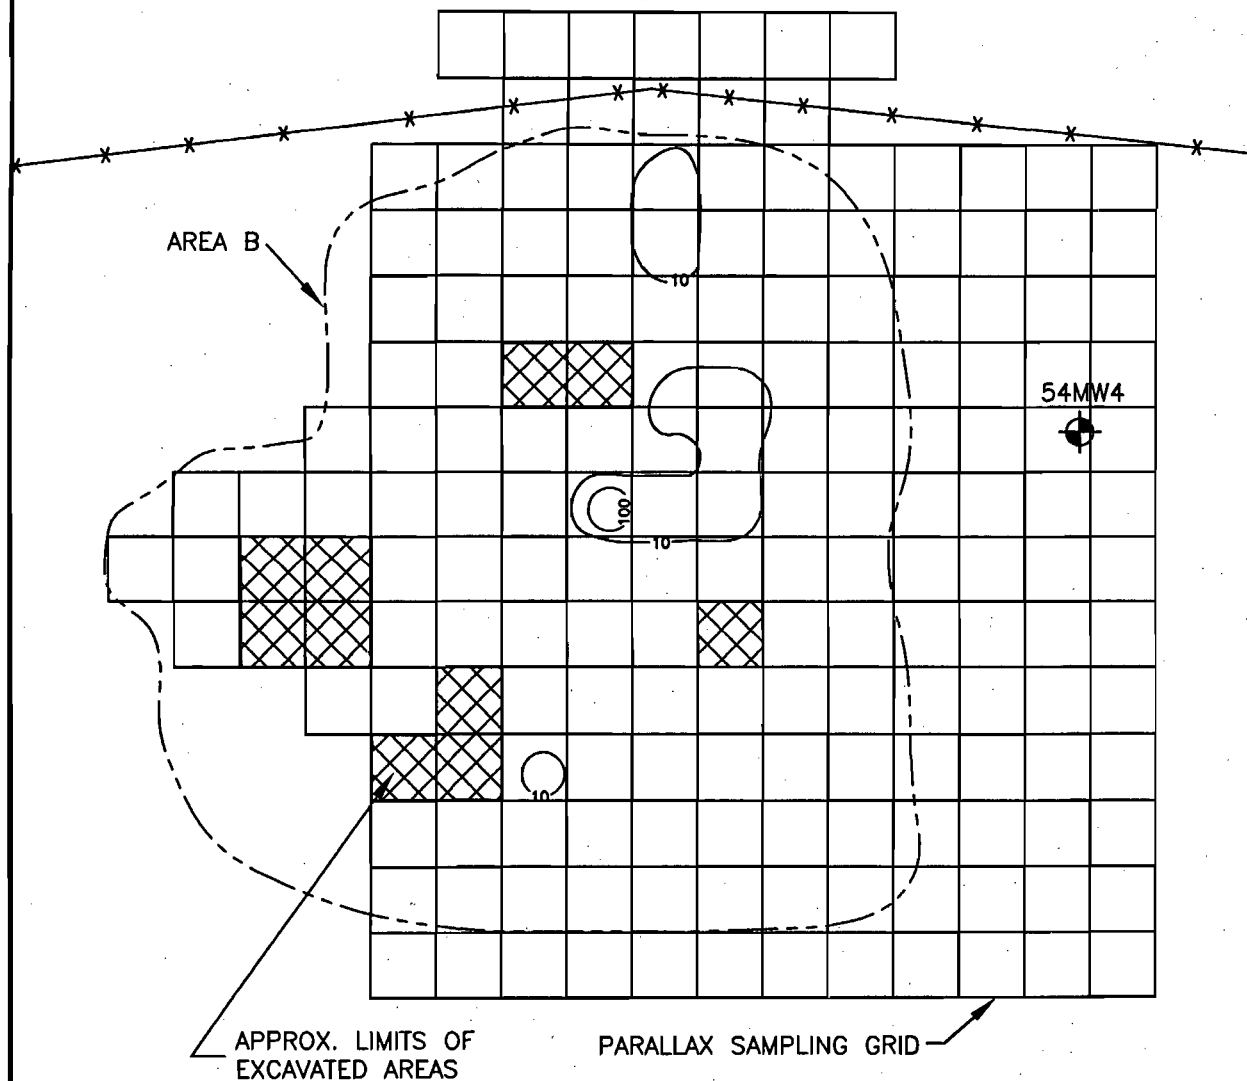 AREA B
10
54MW4
100
10
10
APPROX. LIMITS OF
EXCAVATED AREAS
PARALLAX SAMPLING GRID